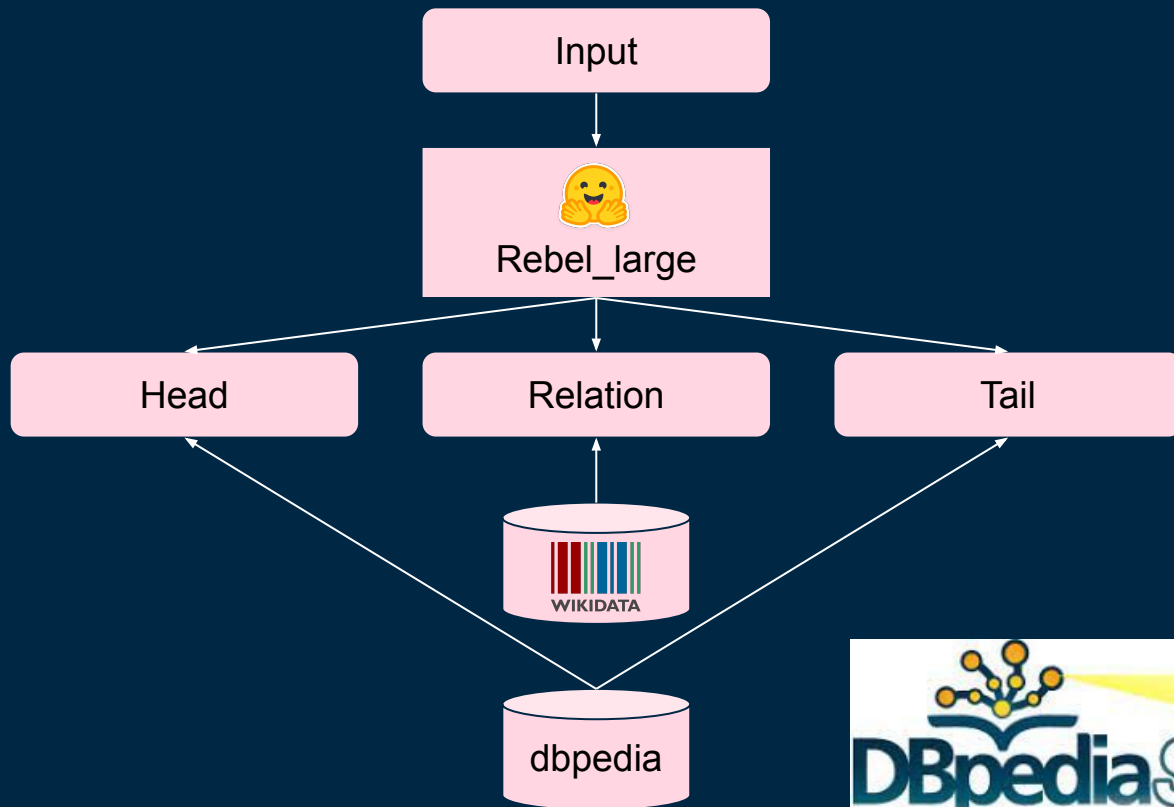 Input
Rebel_large
Head
Relation
Tail
WIKIDATA
dbpedia
DBpedia